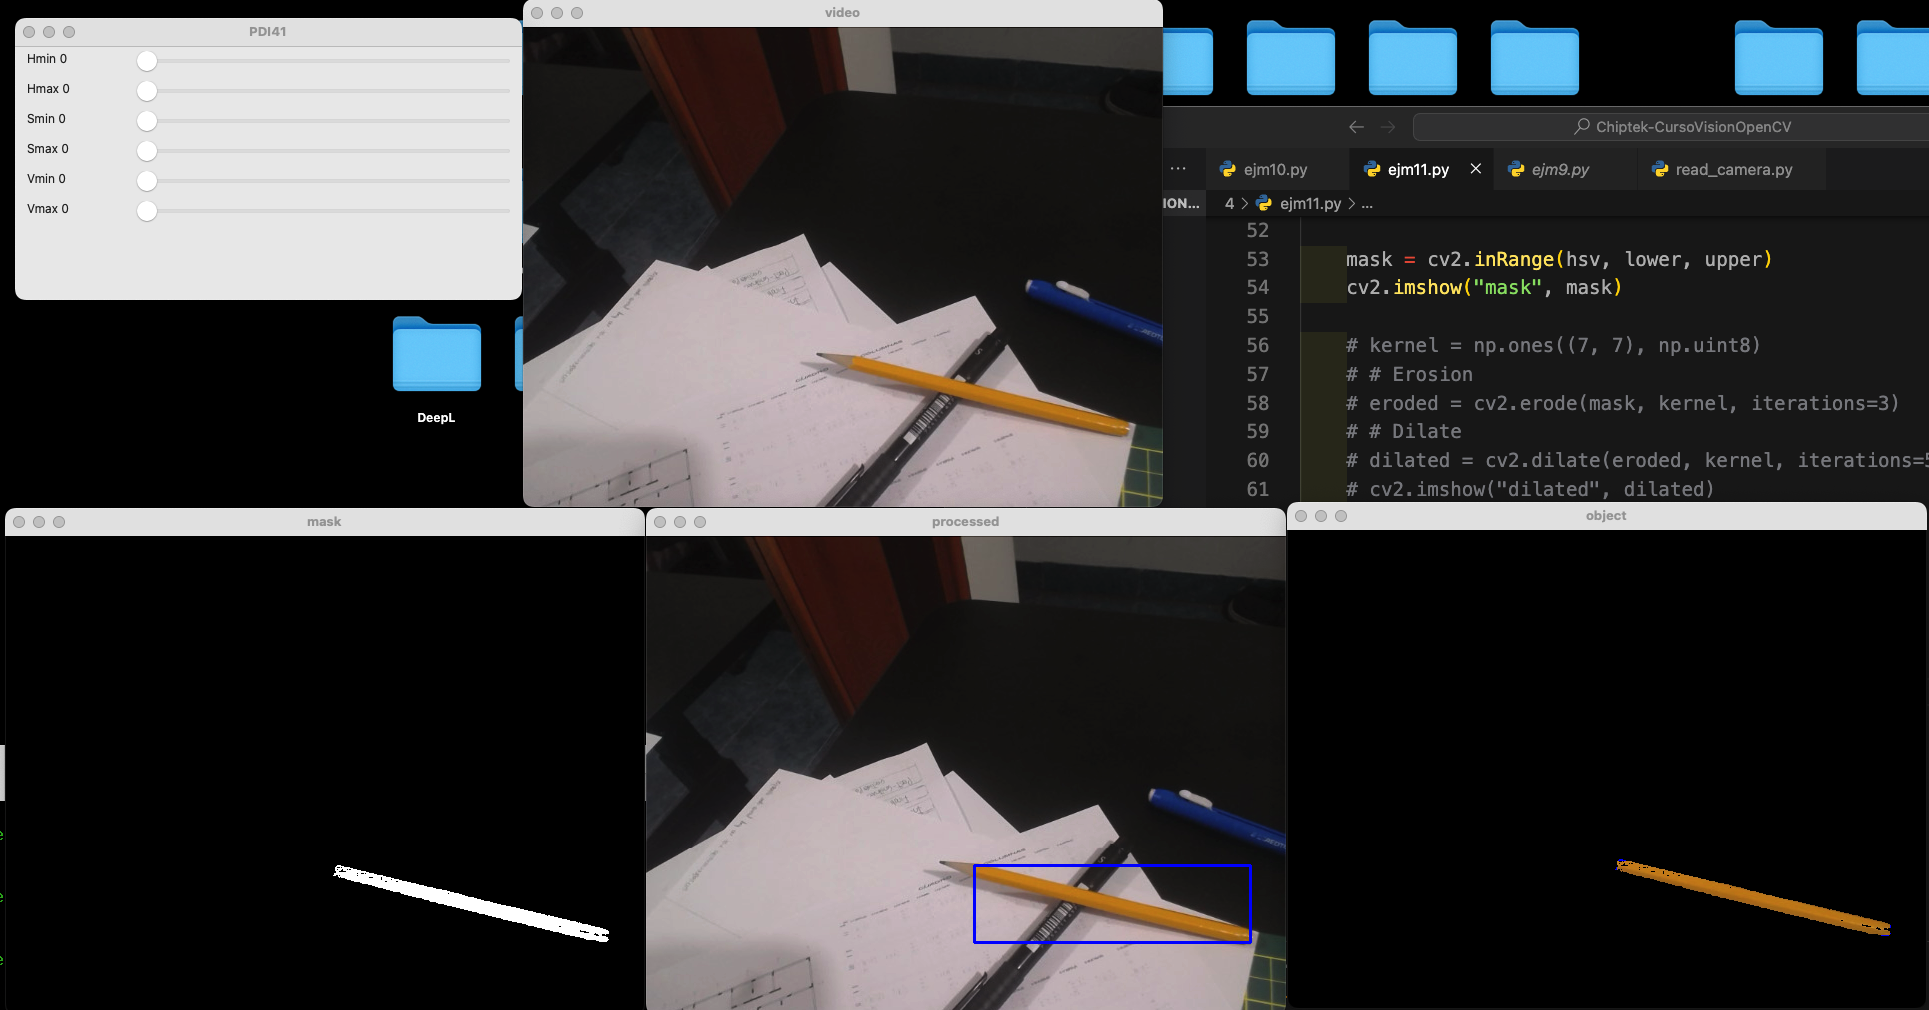 PDI41
Hmin 0
Hmax 0
Smin 0
Smax 0
Vmin 0
Vmax 0
video
DeepL
Chiptek-CursoVisionOpenCV
ejm10.py
ejm11.py
ejm9.py
read_camera.py
ION...
4 > ejm11.py > ...
52
53 mask = cv2.inRange(hsv, lower, upper)
54 cv2.imshow("mask", mask)
55
56 # kernel = np.ones((7, 7), np.uint8)
57 # # Erosion
58 # eroded = cv2.erode(mask, kernel, iterations=3)
59 # # Dilate
60 # dilated = cv2.dilate(eroded, kernel, iterations=5
61 # cv2.imshow("dilated", dilated)
mask
processed
object